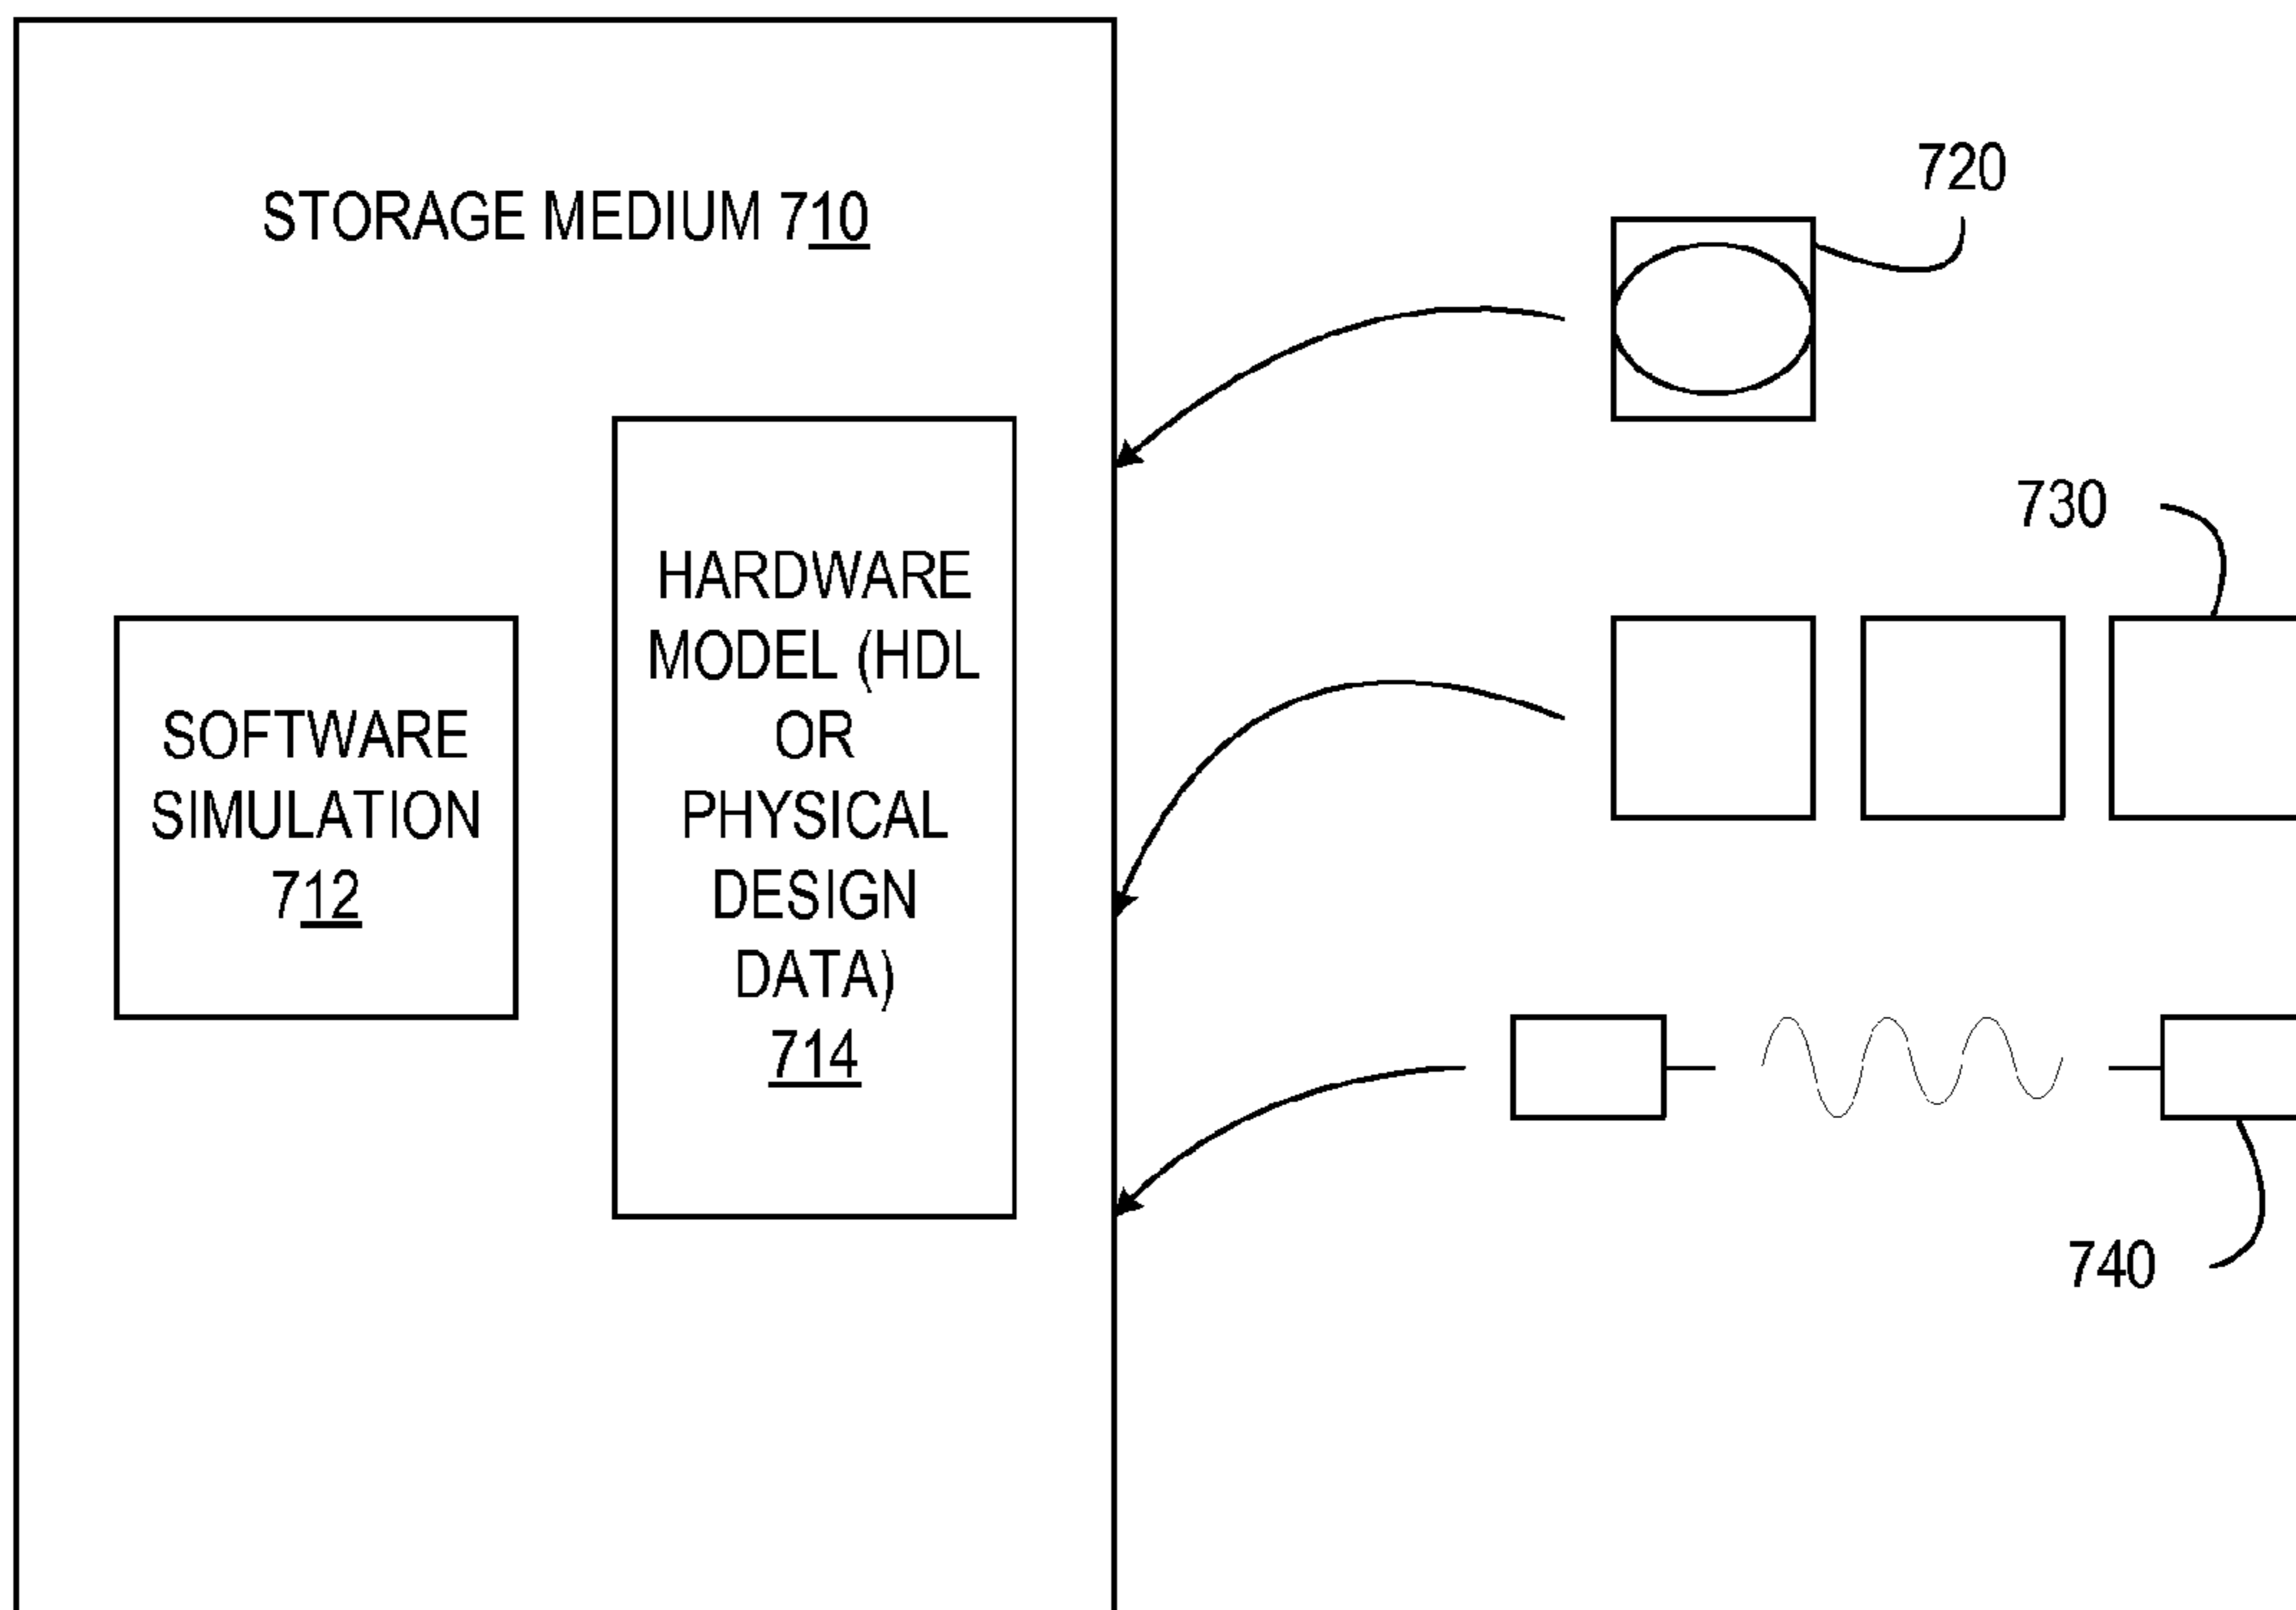 STORAGE MEDIUM 710
720
730
HARDWARE
MODEL (HDL
OR
PHYSICAL
DESIGN
DATA)
714
SOFTWARE
SIMULATION
712
740